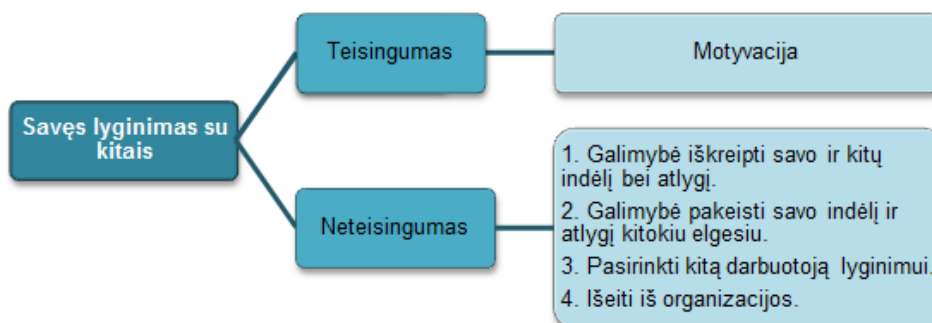 Teisingumas
Motyvacija
Savęs lyginimas su
kitais
Neteisingumas
1. Galimybė iškreipti savo ir kitų
indėlį bei atlygį.
2. Galimybė pakeisti savo indėlį ir
atlygį kitokiu elgesiu.
3. Pasirinkti kitą darbuotoją lyginimui.
4. Išeiti iš organizacijos.